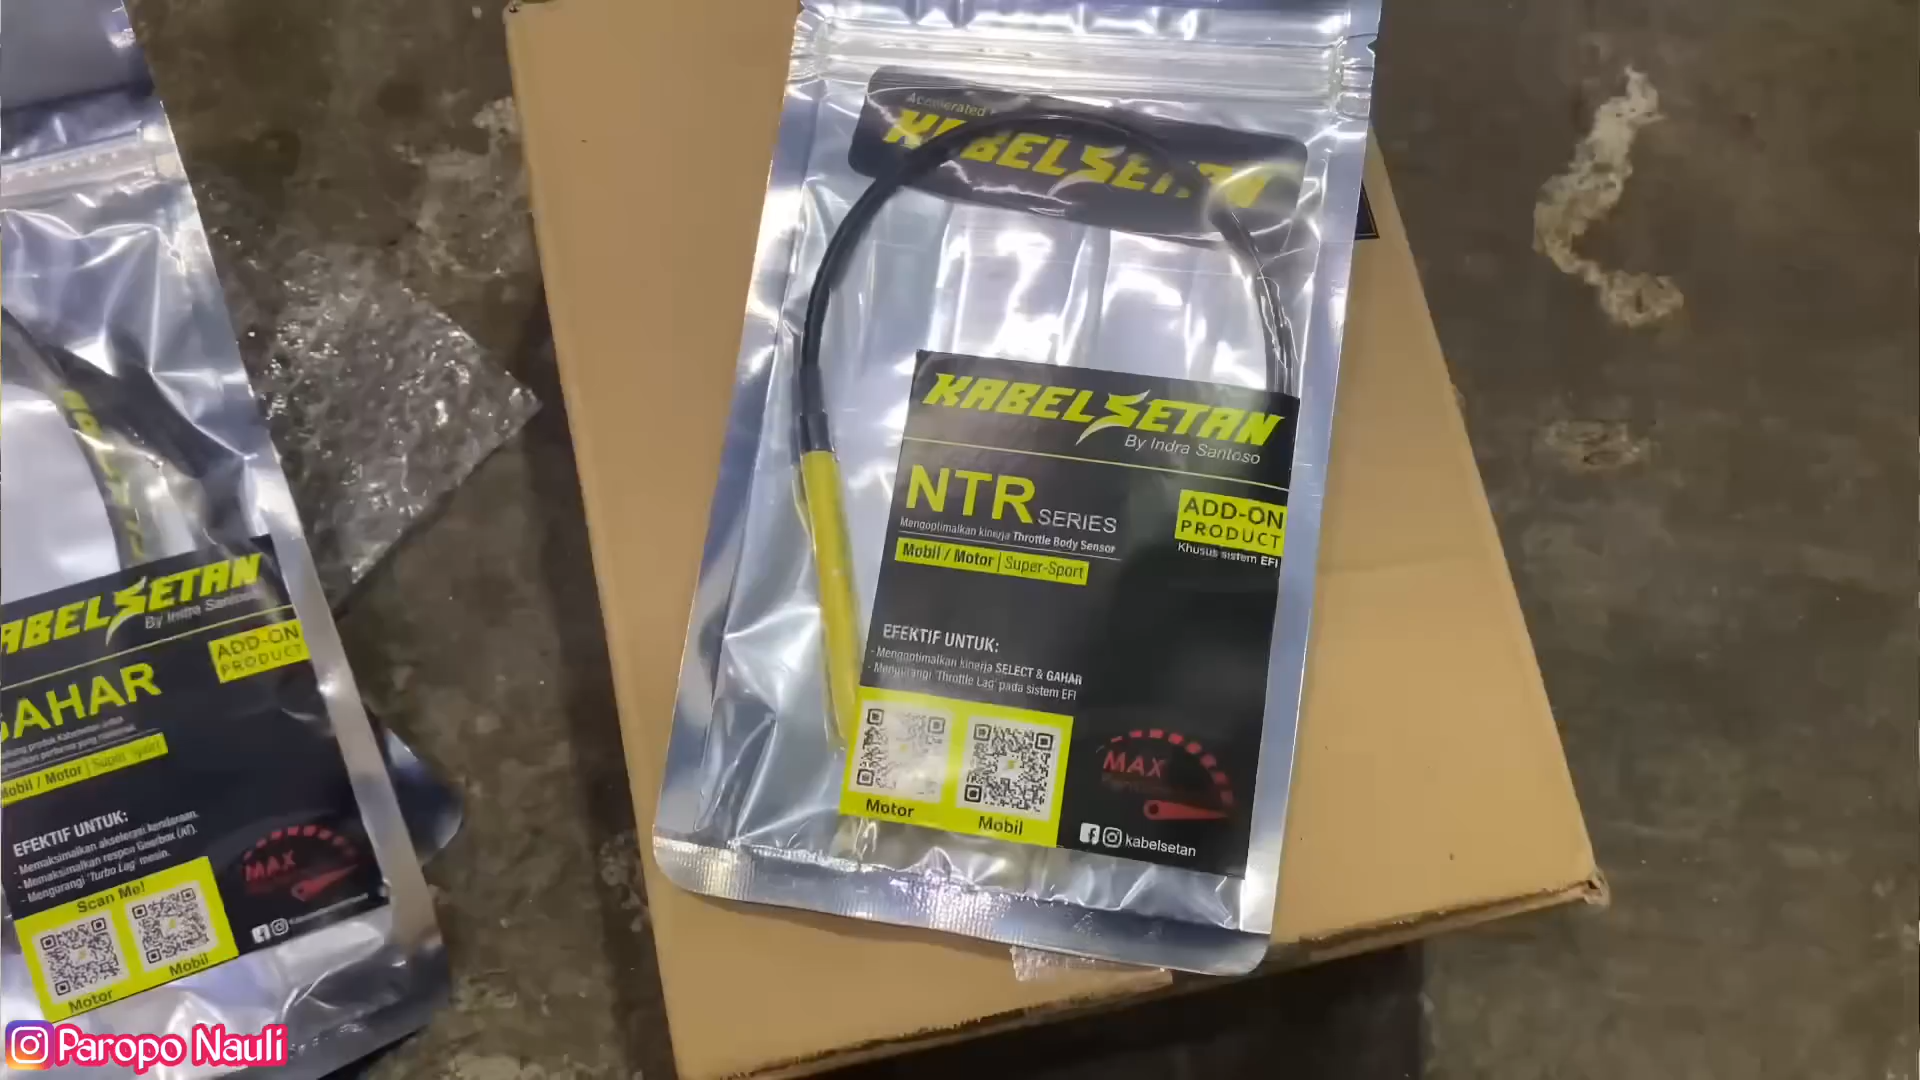 Accelerated
KABELSETAN
KABELSETAN
By Indra Santoso
NTR SERIES
Mengoptimalkan kinerja Throttle Body Sensor
Mobil / Motor | Super-Sport
ADD-ON
PRODUCT
Khusus sistem EFI
EFEKTIF UNTUK:
- Mengoptimalkan kinerja SELECT & GAHAR
- Mengurangi 'Throttle Lag' pada sistem EFI
Motor
Mobil
MAX
kabelsetan
ABELSETAN
By Indra Santoso
ADD-ON
PRODUCT
GAHAR
Mobil / Motor | Super Sport
EFEKTIF UNTUK:
- Memaksimalkan akselerasi kendaraan.
- Memaksimalkan respon Gearbox (AT).
- Mengurangi 'Turbo Lag' mesin.
Scan Me!
Motor
Mobil
MAX
Paropo Nauli